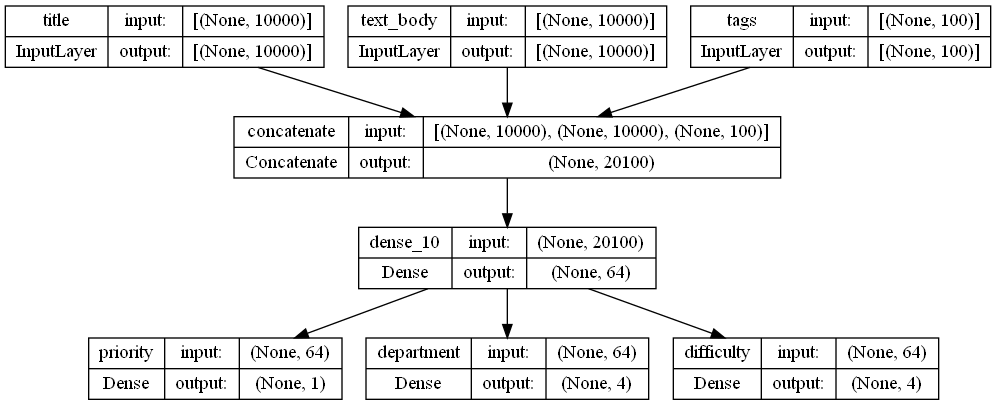 title input: [(None, 10000)]
InputLayer output: [(None, 10000)]
text_body input: [(None, 10000)]
InputLayer output: [(None, 10000)]
tags input: [(None, 100)]
InputLayer output: [(None, 100)]
concatenate input: [(None, 10000), (None, 10000), (None, 100)]
Concatenate output: (None, 20100)
dense_10 input: (None, 20100)
Dense output: (None, 64)
priority input: (None, 64)
Dense output: (None, 1)
department input: (None, 64)
Dense output: (None, 4)
difficulty input: (None, 64)
Dense output: (None, 4)